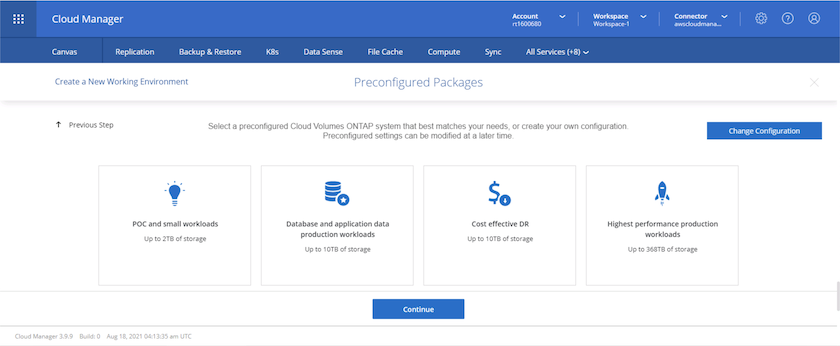 Cloud Manager
Account
rt1600680
Workspace
Workspace-1
Connector
awscloudmana...
Canvas
Replication
Backup & Restore
K8s
Data Sense
File Cache
Compute
Sync
All Services (+8)
Create a New Working Environment
Preconfigured Packages
Previous Step
Select a preconfigured Cloud Volumes ONTAP system that best matches your needs, or create your own configuration.
Preconfigured settings can be modified at a later time.
Change Configuration
POC and small workloads
Up to 2TB of storage
Database and application data
production workloads
Up to 10TB of storage
Cost effective DR
Up to 10TB of storage
Highest performance production
workloads
Up to 368TB of storage
Continue
Cloud Manager 3.9.9 Build: 0 Aug 18, 2021 04:13:35 am UTC